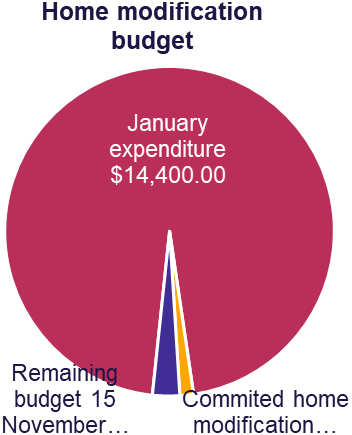 Home modification
budget
January
expenditure
$14,400.00
Remaining
budget 15
November…
Commited home
modification…